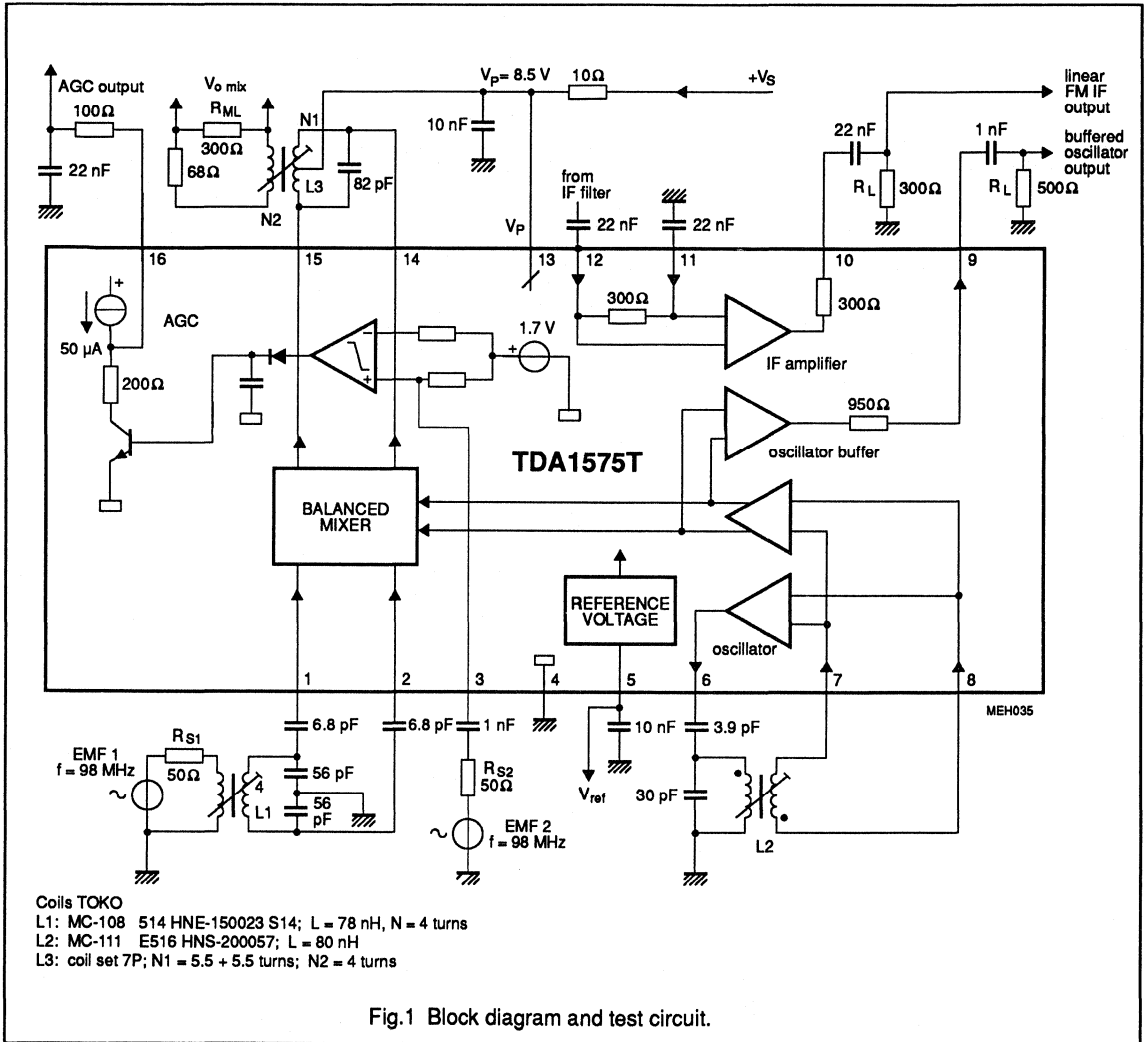 AGC output
100Ω
22 nF
Vo mix
RML
300Ω
68Ω
N1
L3
N2
82 pF
VP = 8.5 V
10Ω
+VS
10 nF
VP
from
IF filter
22 nF
22 nF
22 nF
RL
300Ω
1 nF
RL
500Ω
linear
FM IF
output
buffered
oscillator
output
16
15
14
13
12
11
10
9
+
50 µA
AGC
200Ω
−
+
+
1.7 V
300Ω
IF amplifier
300Ω
950Ω
oscillator buffer
TDA1575T
BALANCED
MIXER
REFERENCE
VOLTAGE
oscillator
1
2
3
4
5
6
7
8
MEH035
6.8 pF
6.8 pF
1 nF
10 nF
3.9 pF
EMF 1
f = 98 MHz
~
RS1
50Ω
4
L1
56 pF
56
pF
RS2
50Ω
~
EMF 2
f = 98 MHz
Vref
30 pF
L2
Coils TOKO
L1: MC-108 514 HNE-150023 S14; L = 78 nH, N = 4 turns
L2: MC-111 E516 HNS-200057; L = 80 nH
L3: coil set 7P; N1 = 5.5 + 5.5 turns; N2 = 4 turns
Fig.1 Block diagram and test circuit.